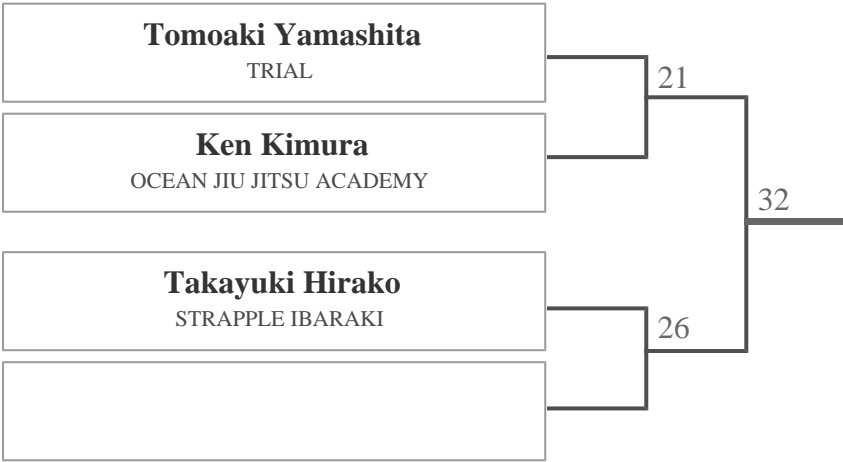 Tomoaki Yamashita
TRIAL
21
Ken Kimura
OCEAN JIU JITSU ACADEMY
32
Takayuki Hirako
STRAPPLE IBARAKI
26